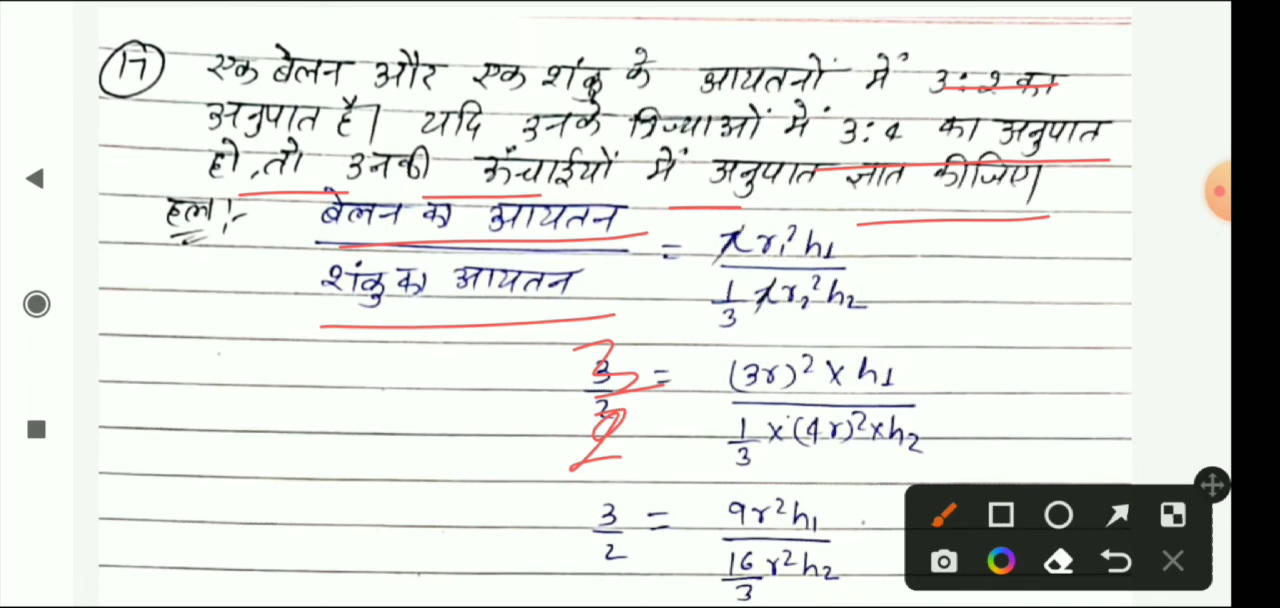 (17) एक बेलन और एक शंकु के आयतनों में 3:2 का
अनुपात है। यदि उनके त्रिज्याओं में 3:4 का अनुपात
हो, तो उनकी ऊँचाईयों में अनुपात ज्ञात कीजिए।
हल:- बेलन का आयतन / शंकु का आयतन = πr₁²h₁ / (1/3 πr₂²h₂)
3/2 = (3r)² × h₁ / (1/3 × (4r)² × h₂)
3/2 = 9r²h₁ / (16/3 r²h₂)